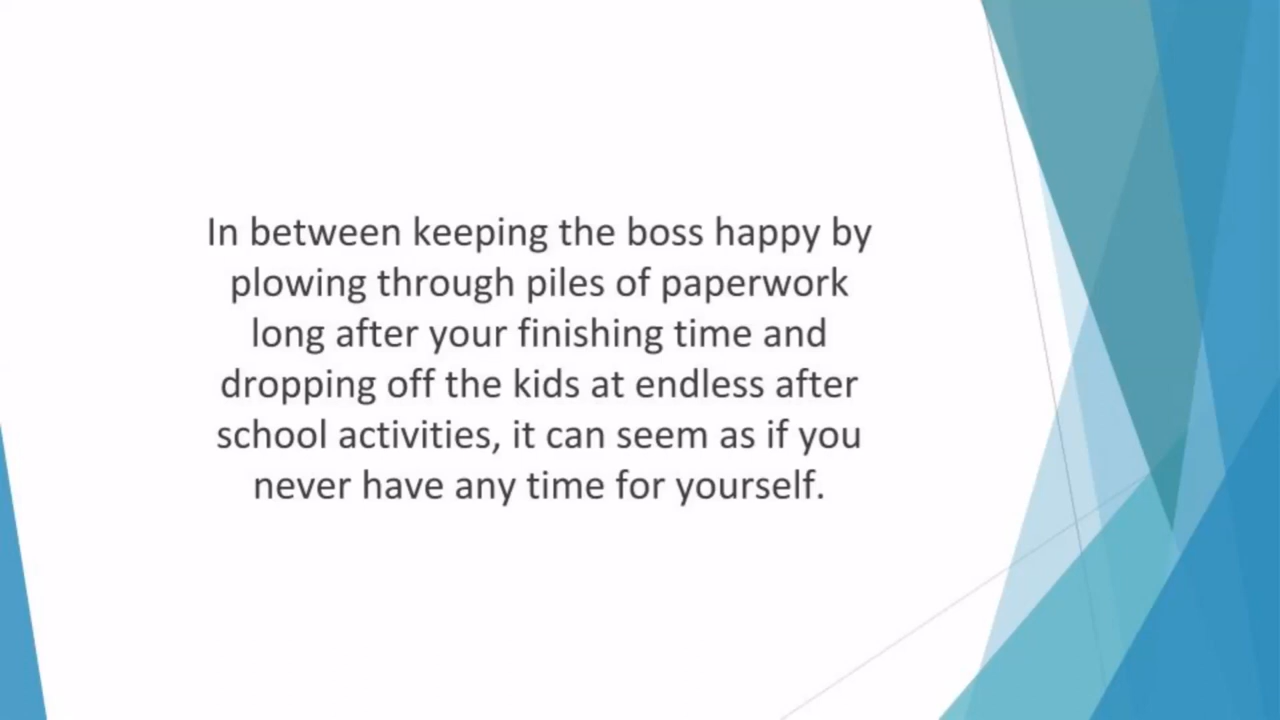 In between keeping the boss happy by
plowing through piles of paperwork
long after your finishing time and
dropping off the kids at endless after
school activities, it can seem as if you
never have any time for yourself.